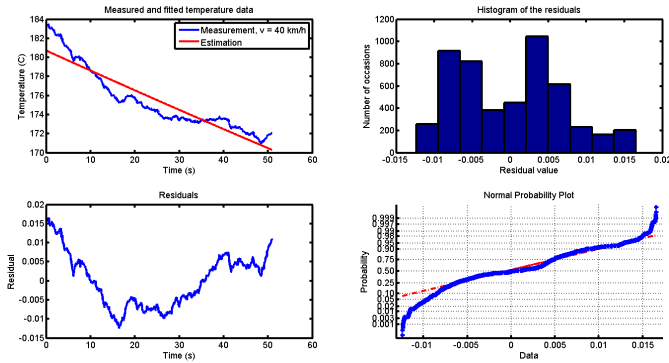 Measured and fitted temperature data
184
182
180
178
176
174
172
170
Temperature (C)
Measurement, v = 40 km/h
Estimation
0 10 20 30 40 50 60
Time (s)
Histogram of the residuals
1200
1000
800
600
400
200
0
Number of occasions
-0.015 -0.01 -0.005 0 0.005 0.01 0.015 0.02
Residual value
Residuals
0.02
0.015
0.01
0.005
0
-0.005
-0.01
-0.015
Residual
0 10 20 30 40 50 60
Time (s)
Normal Probability Plot
0.999
0.997
0.99
0.98
0.95
0.90
0.75
0.50
0.25
0.10
0.05
0.02
0.01
0.003
0.001
Probability
-0.01 -0.005 0 0.005 0.01 0.015
Data